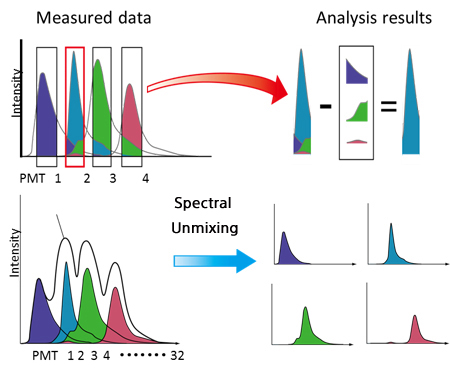 Measured data
Analysis results
Intensity
PMT 1 2 3 4
- =
Spectral
Unmixing
Intensity
PMT 1 2 3 4 ········ 32